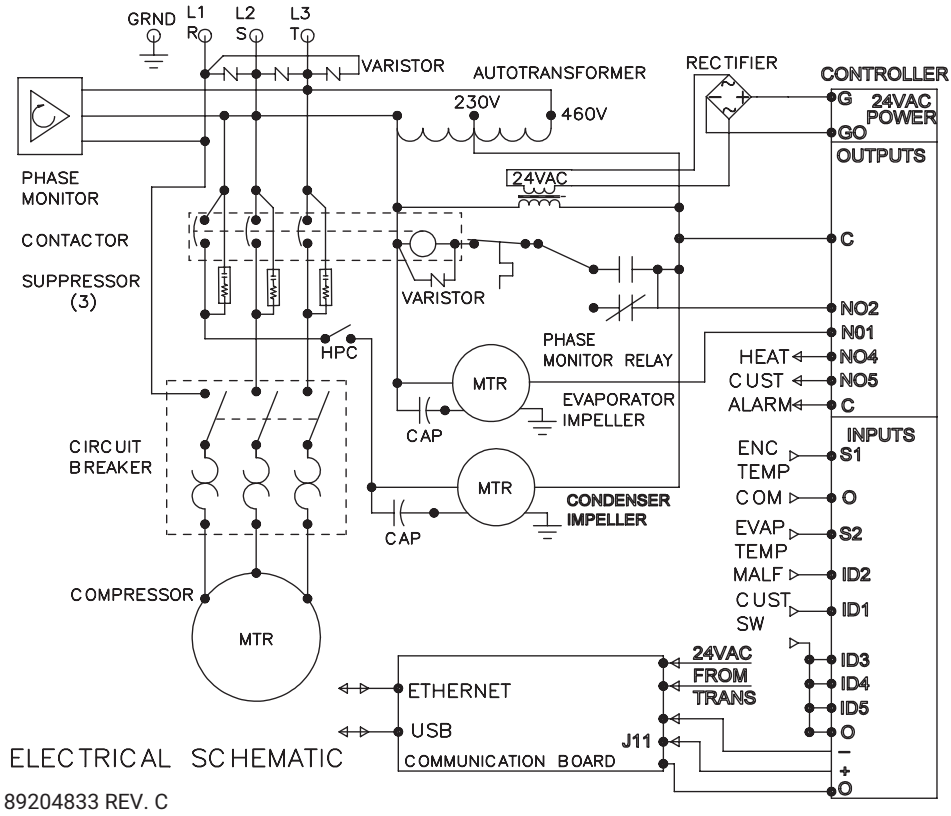 GRND
L1
L2
L3
R
S
T
VARISTOR
AUTOTRANSFORMER
230V
460V
RECTIFIER
CONTROLLER
G
24VAC
POWER
GO
OUTPUTS
PHASE
MONITOR
24VAC
CONTACTOR
C
SUPPRESSOR
(3)
VARISTOR
NO2
PHASE
MONITOR RELAY
N01
HPC
HEAT
NO4
MTR
CUST
NO5
EVAPORATOR
IMPELLER
ALARM
C
CAP
INPUTS
CIRCUIT
BREAKER
ENC
TEMP
S1
MTR
CONDENSER
IMPELLER
COM
O
CAP
EVAP
TEMP
S2
MALF
ID2
COMPRESSOR
CUST
SW
ID1
MTR
24VAC
FROM
TRANS
ID3
ID4
ID5
ETHERNET
USB
J11
O
COMMUNICATION BOARD
–
+
O
ELECTRICAL SCHEMATIC
89204833 REV. C